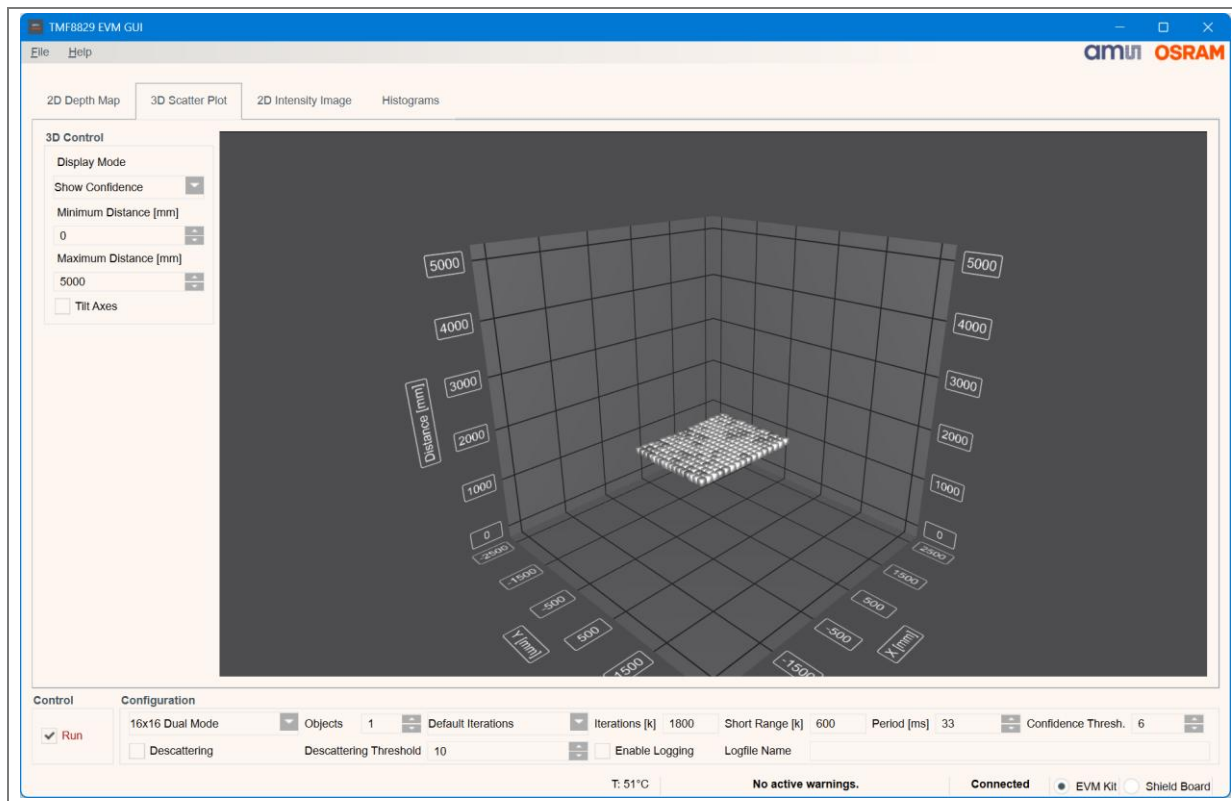 TMF8829 EVM GUI
File Help
amu OSRAM
2D Depth Map 3D Scatter Plot 2D Intensity Image Histograms
3D Control
Display Mode
Show Confidence
Minimum Distance [mm]
0
Maximum Distance [mm]
5000
Tilt Axes
5000 5000
4000 4000
3000 3000
Distance [mm]
2000 2000
1000 1000
0 0
-2500 2500
-1500 1500
-500 500
Y [mm] 500 -500 X [mm]
1500 -1500
Control Configuration
Run
16x16 Dual Mode Objects 1 Default Iterations Iterations [k] 1800 Short Range [k] 600 Period [ms] 33 Confidence Thresh. 6
Descattering Descattering Threshold 10 Enable Logging Logfile Name
T: 51°C No active warnings. Connected EVM Kit Shield Board